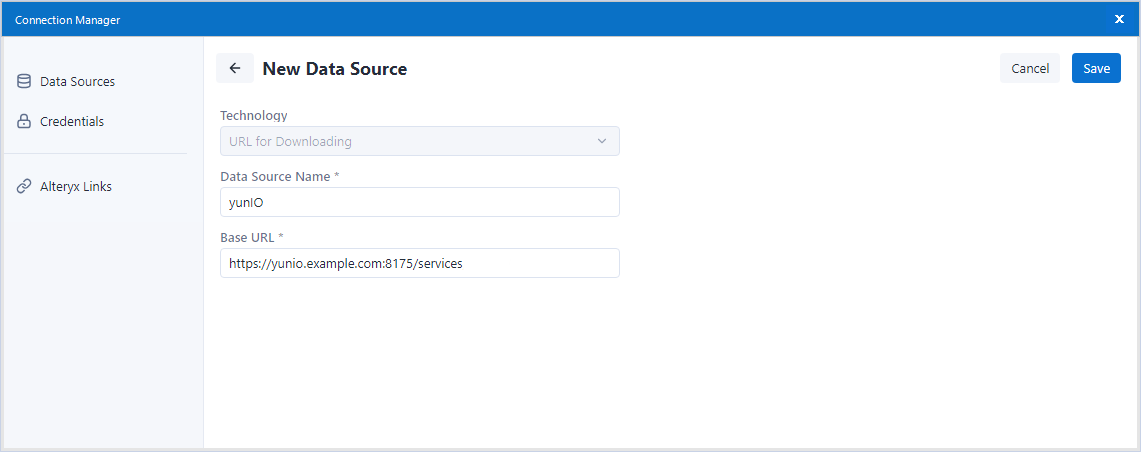 Connection Manager
x
Data Sources
Credentials
Alteryx Links
New Data Source
Cancel
Save
Technology
URL for Downloading
Data Source Name *
yunIO
Base URL *
https://yunio.example.com:8175/services